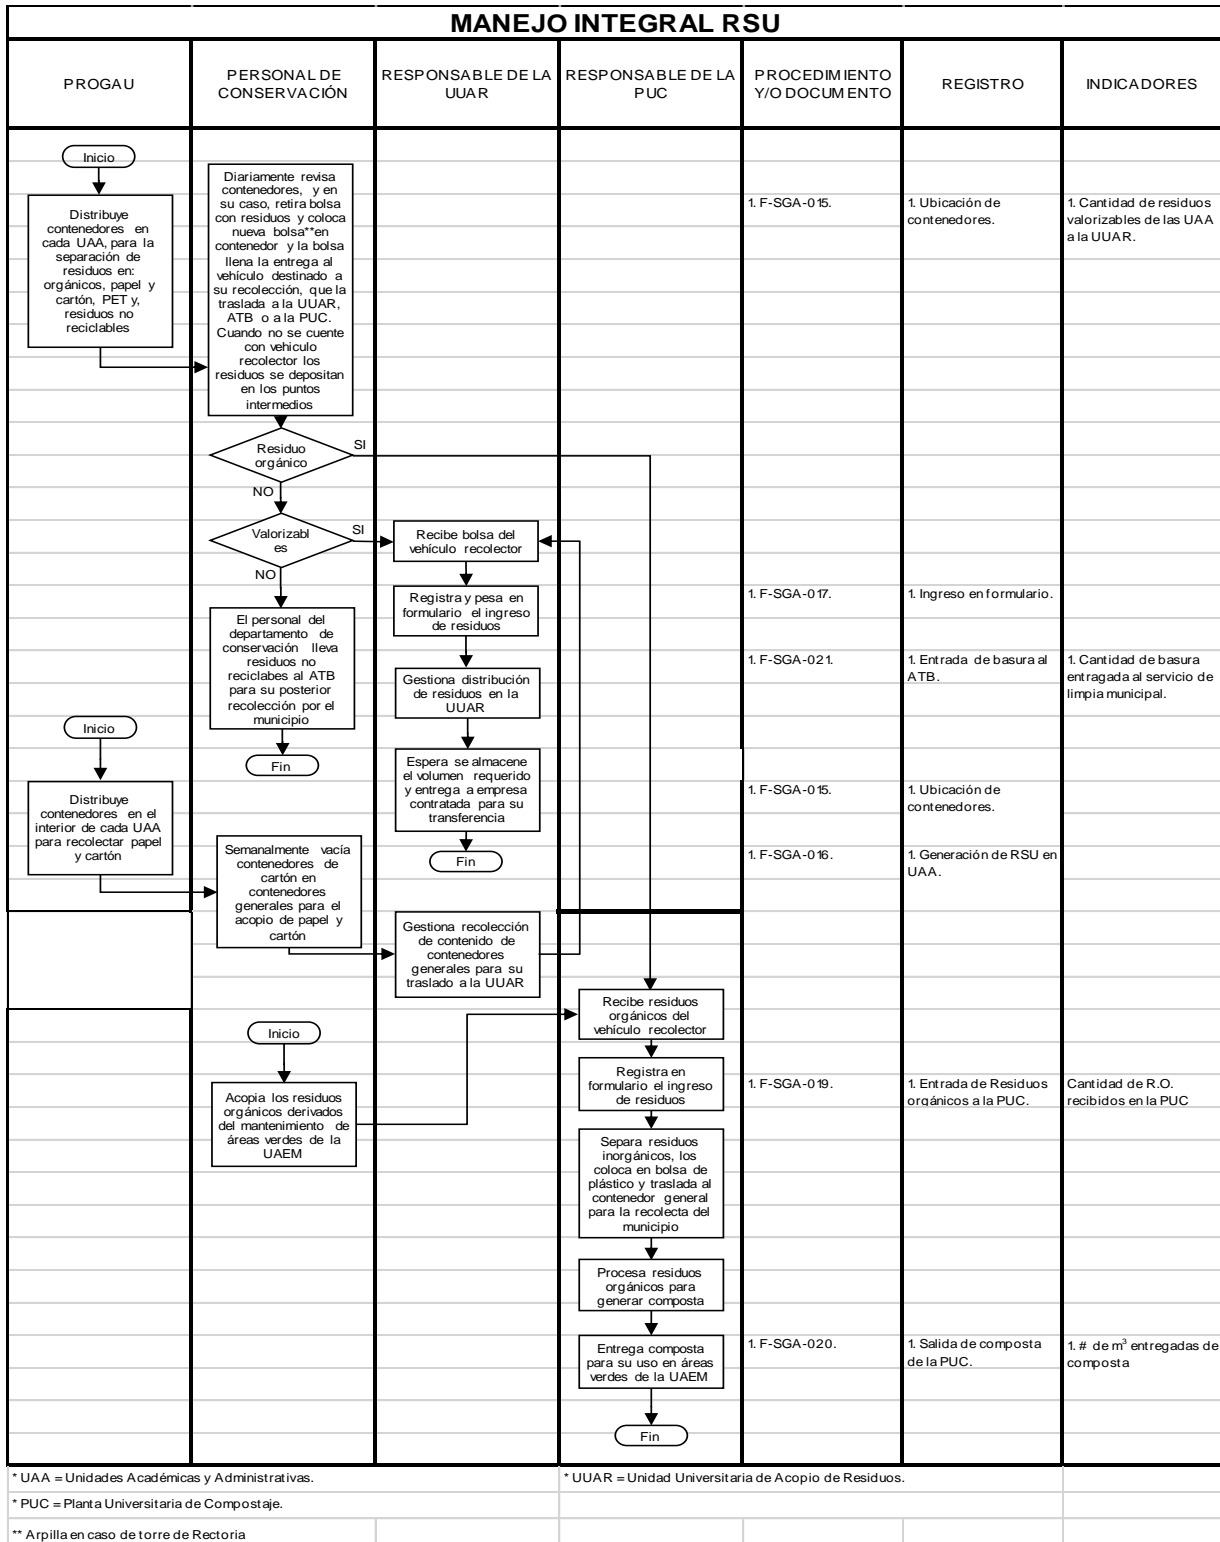 MANEJO INTEGRAL RSU
PROGAU
PERSONAL DE
CONSERVACIÓN
RESPONSABLE DE LA
UUAR
RESPONSABLE DE LA
PUC
PROCEDIMIENTO
Y/O DOCUMENTO
REGISTRO
INDICADORES
Inicio
Distribuye
contenedores en
cada UAA, para la
separación de
residuos en:
orgánicos, papel y
cartón, PET y,
residuos no
reciclables
Diariamente revisa
contenedores, y en
su caso, retira bolsa
con residuos y coloca
nueva bolsa**en
contenedor y la bolsa
llena la entrega al
vehículo destinado a
su recolección, que la
traslada a la UUAR,
ATB o a la PUC.
Cuando no se cuente
con vehiculo
recolector los
residuos se depositan
en los puntos
intermedios
1. F-SGA-015.
1. Ubicación de
contenedores.
1. Cantidad de residuos
valorizables de las UAA
a la UUAR.
Residuo
orgánico
SI
NO
Valorizabl
es
SI
NO
Recibe bolsa del
vehículo recolector
Registra y pesa en
formulario el ingreso
de residuos
1. F-SGA-017.
1. Ingreso en formulario.
El personal del
departamento de
conservación lleva
residuos no
reciclabes al ATB
para su posterior
recolección por el
municipio
Fin
Gestiona distribución
de residuos en la
UUAR
1. F-SGA-021.
1. Entrada de basura al
ATB.
1. Cantidad de basura
entragada al servicio de
limpia municipal.
Espera se almacene
el volumen requerido
y entrega a empresa
contratada para su
transferencia
Fin
Inicio
Distribuye
contenedores en el
interior de cada UAA
para recolectar papel
y cartón
1. F-SGA-015.
1. Ubicación de
contenedores.
Semanalmente vacía
contenedores de
cartón en
contenedores
generales para el
acopio de papel y
cartón
1. F-SGA-016.
1. Generación de RSU en
UAA.
Gestiona recolección
de contenido de
contenedores
generales para su
traslado a la UUAR
Recibe residuos
orgánicos del
vehículo recolector
Inicio
Acopia los residuos
orgánicos derivados
del mantenimiento de
áreas verdes de la
UAEM
Registra en
formulario el ingreso
de residuos
1. F-SGA-019.
1. Entrada de Residuos
orgánicos a la PUC.
Cantidad de R.O.
recibidos en la PUC
Separa residuos
inorgánicos, los
coloca en bolsa de
plástico y traslada al
contenedor general
para la recolecta del
municipio
Procesa residuos
orgánicos para
generar composta
Entrega composta
para su uso en áreas
verdes de la UAEM
1. F-SGA-020.
1. Salida de composta
de la PUC.
1. # de m³ entregadas de
composta
Fin
* UAA = Unidades Académicas y Administrativas.
* UUAR = Unidad Universitaria de Acopio de Residuos.
* PUC = Planta Universitaria de Compostaje.
** Arpilla en caso de torre de Rectoria